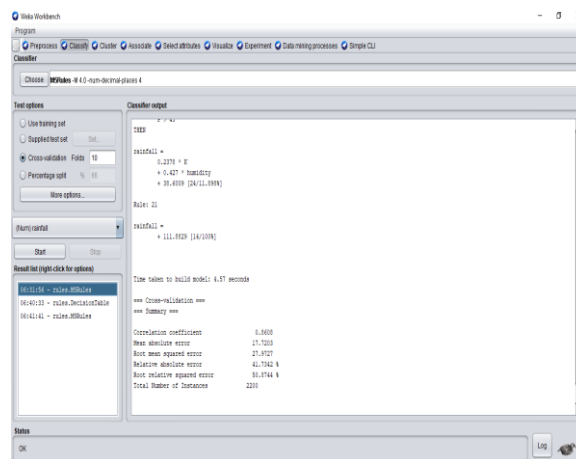 Weka Workbench
Program
Preprocess Classify Cluster Associate Select attributes Visualize Experiment Data mining processes Simple CLI
Classifier
Choose M5Rules -M 4.0 -num-decimal-places 4
Test options
Use training set
Supplied test set Set...
Cross-validation Folds 10
Percentage split % 66
More options...
(Num) rainfall
Start Stop
Result list (right-click for options)
06:31:56 - rules.M5Rules
06:40:33 - rules.DecisionTable
06:41:41 - rules.M5Rules
Classifier output
THEN
rainfall =
0.2378 * K
+ 0.427 * humidity
+ 38.6009 [24/11.898%]
Rule: 21
rainfall =
+ 111.8829 [14/100%]
Time taken to build model: 4.57 seconds
=== Cross-validation ===
=== Summary ===
Correlation coefficient 0.8608
Mean absolute error 17.7203
Root mean squared error 27.9727
Relative absolute error 41.7342 %
Root relative squared error 50.8744 %
Total Number of Instances 2200
Status
OK
Log